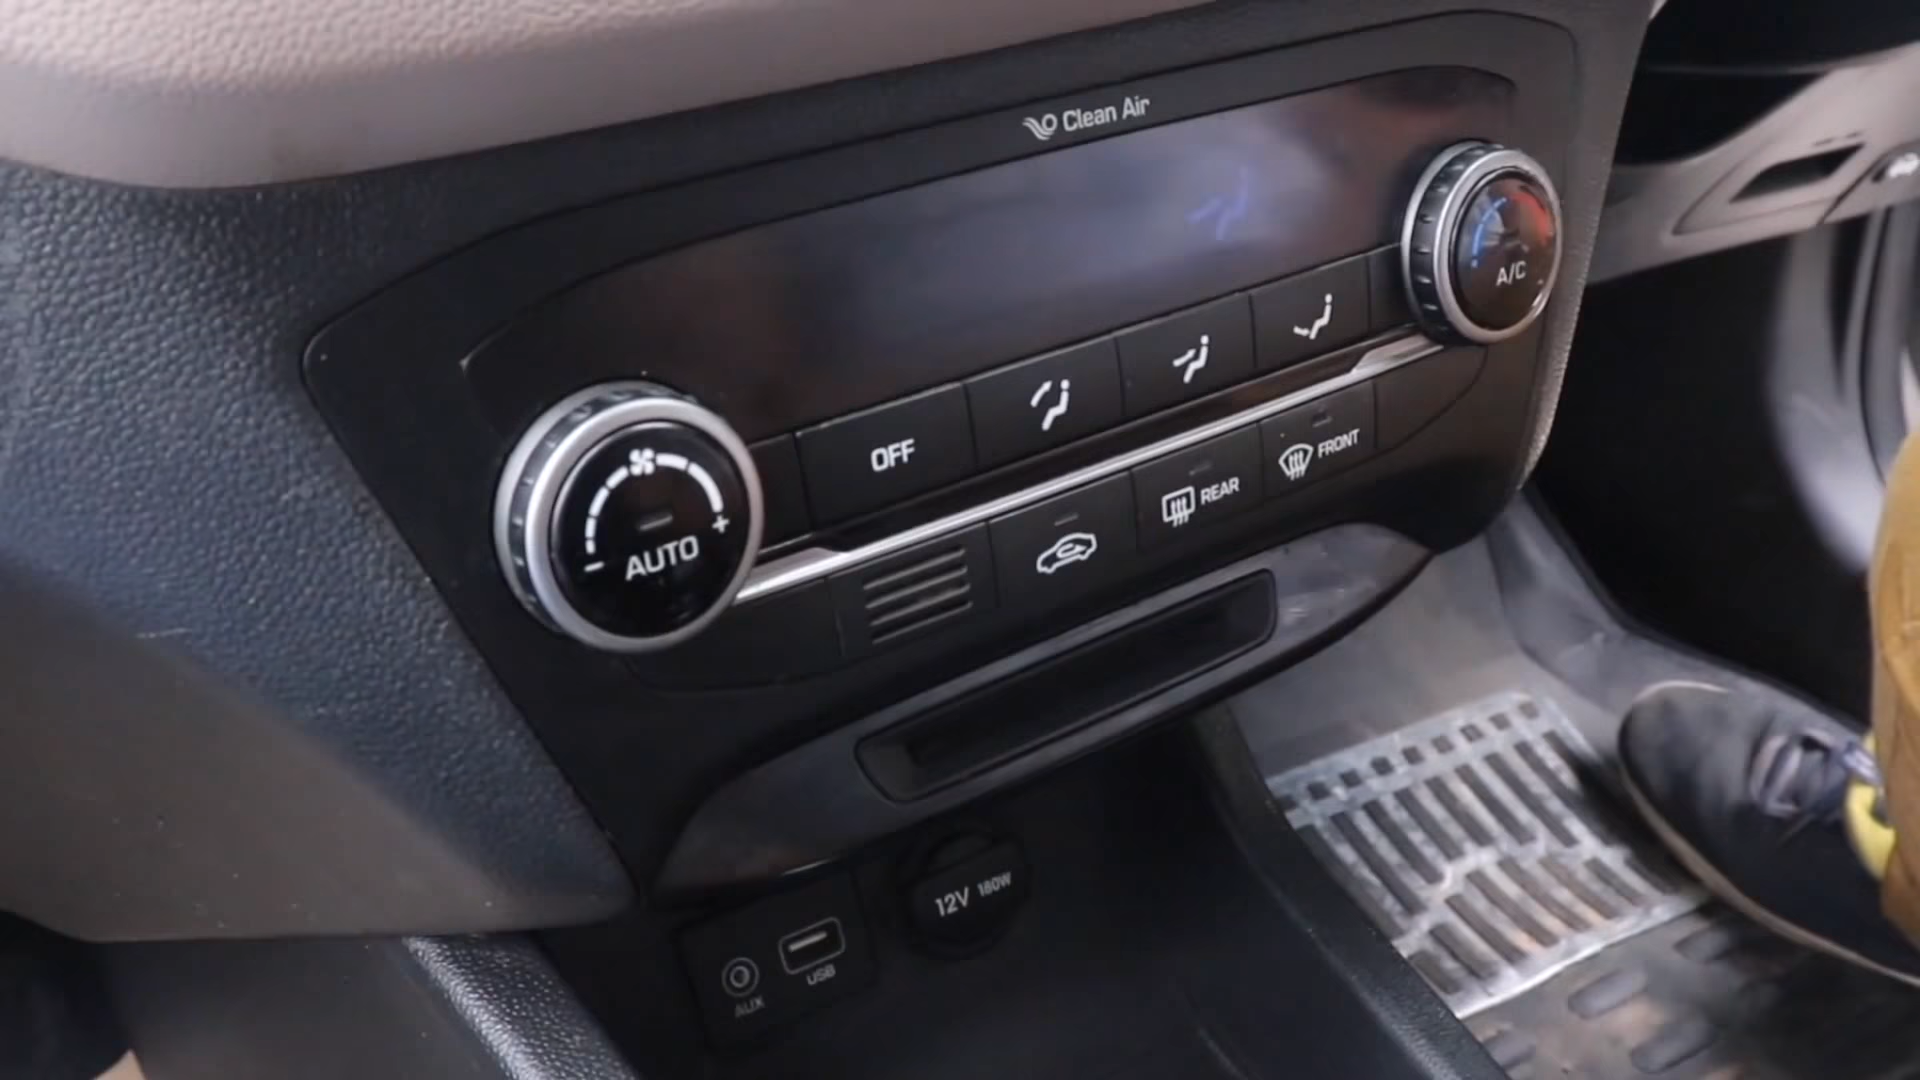 Clean Air
A/C
OFF
AUTO
- +
REAR
FRONT
12V 180W
USB
AUX